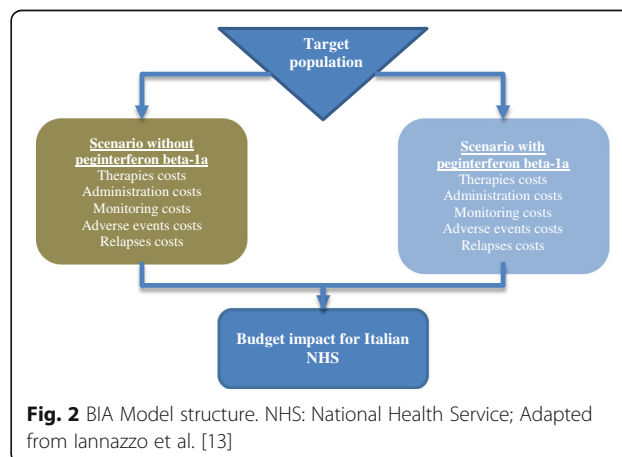 Target
population
Scenario without
peginterferon beta-1a
Therapies costs
Administration costs
Monitoring costs
Adverse events costs
Relapses costs
Scenario with
peginterferon beta-1a
Therapies costs
Administration costs
Monitoring costs
Adverse events costs
Relapses costs
Budget impact for Italian
NHS
Fig. 2 BIA Model structure. NHS: National Health Service; Adapted
from Iannazzo et al. [13]